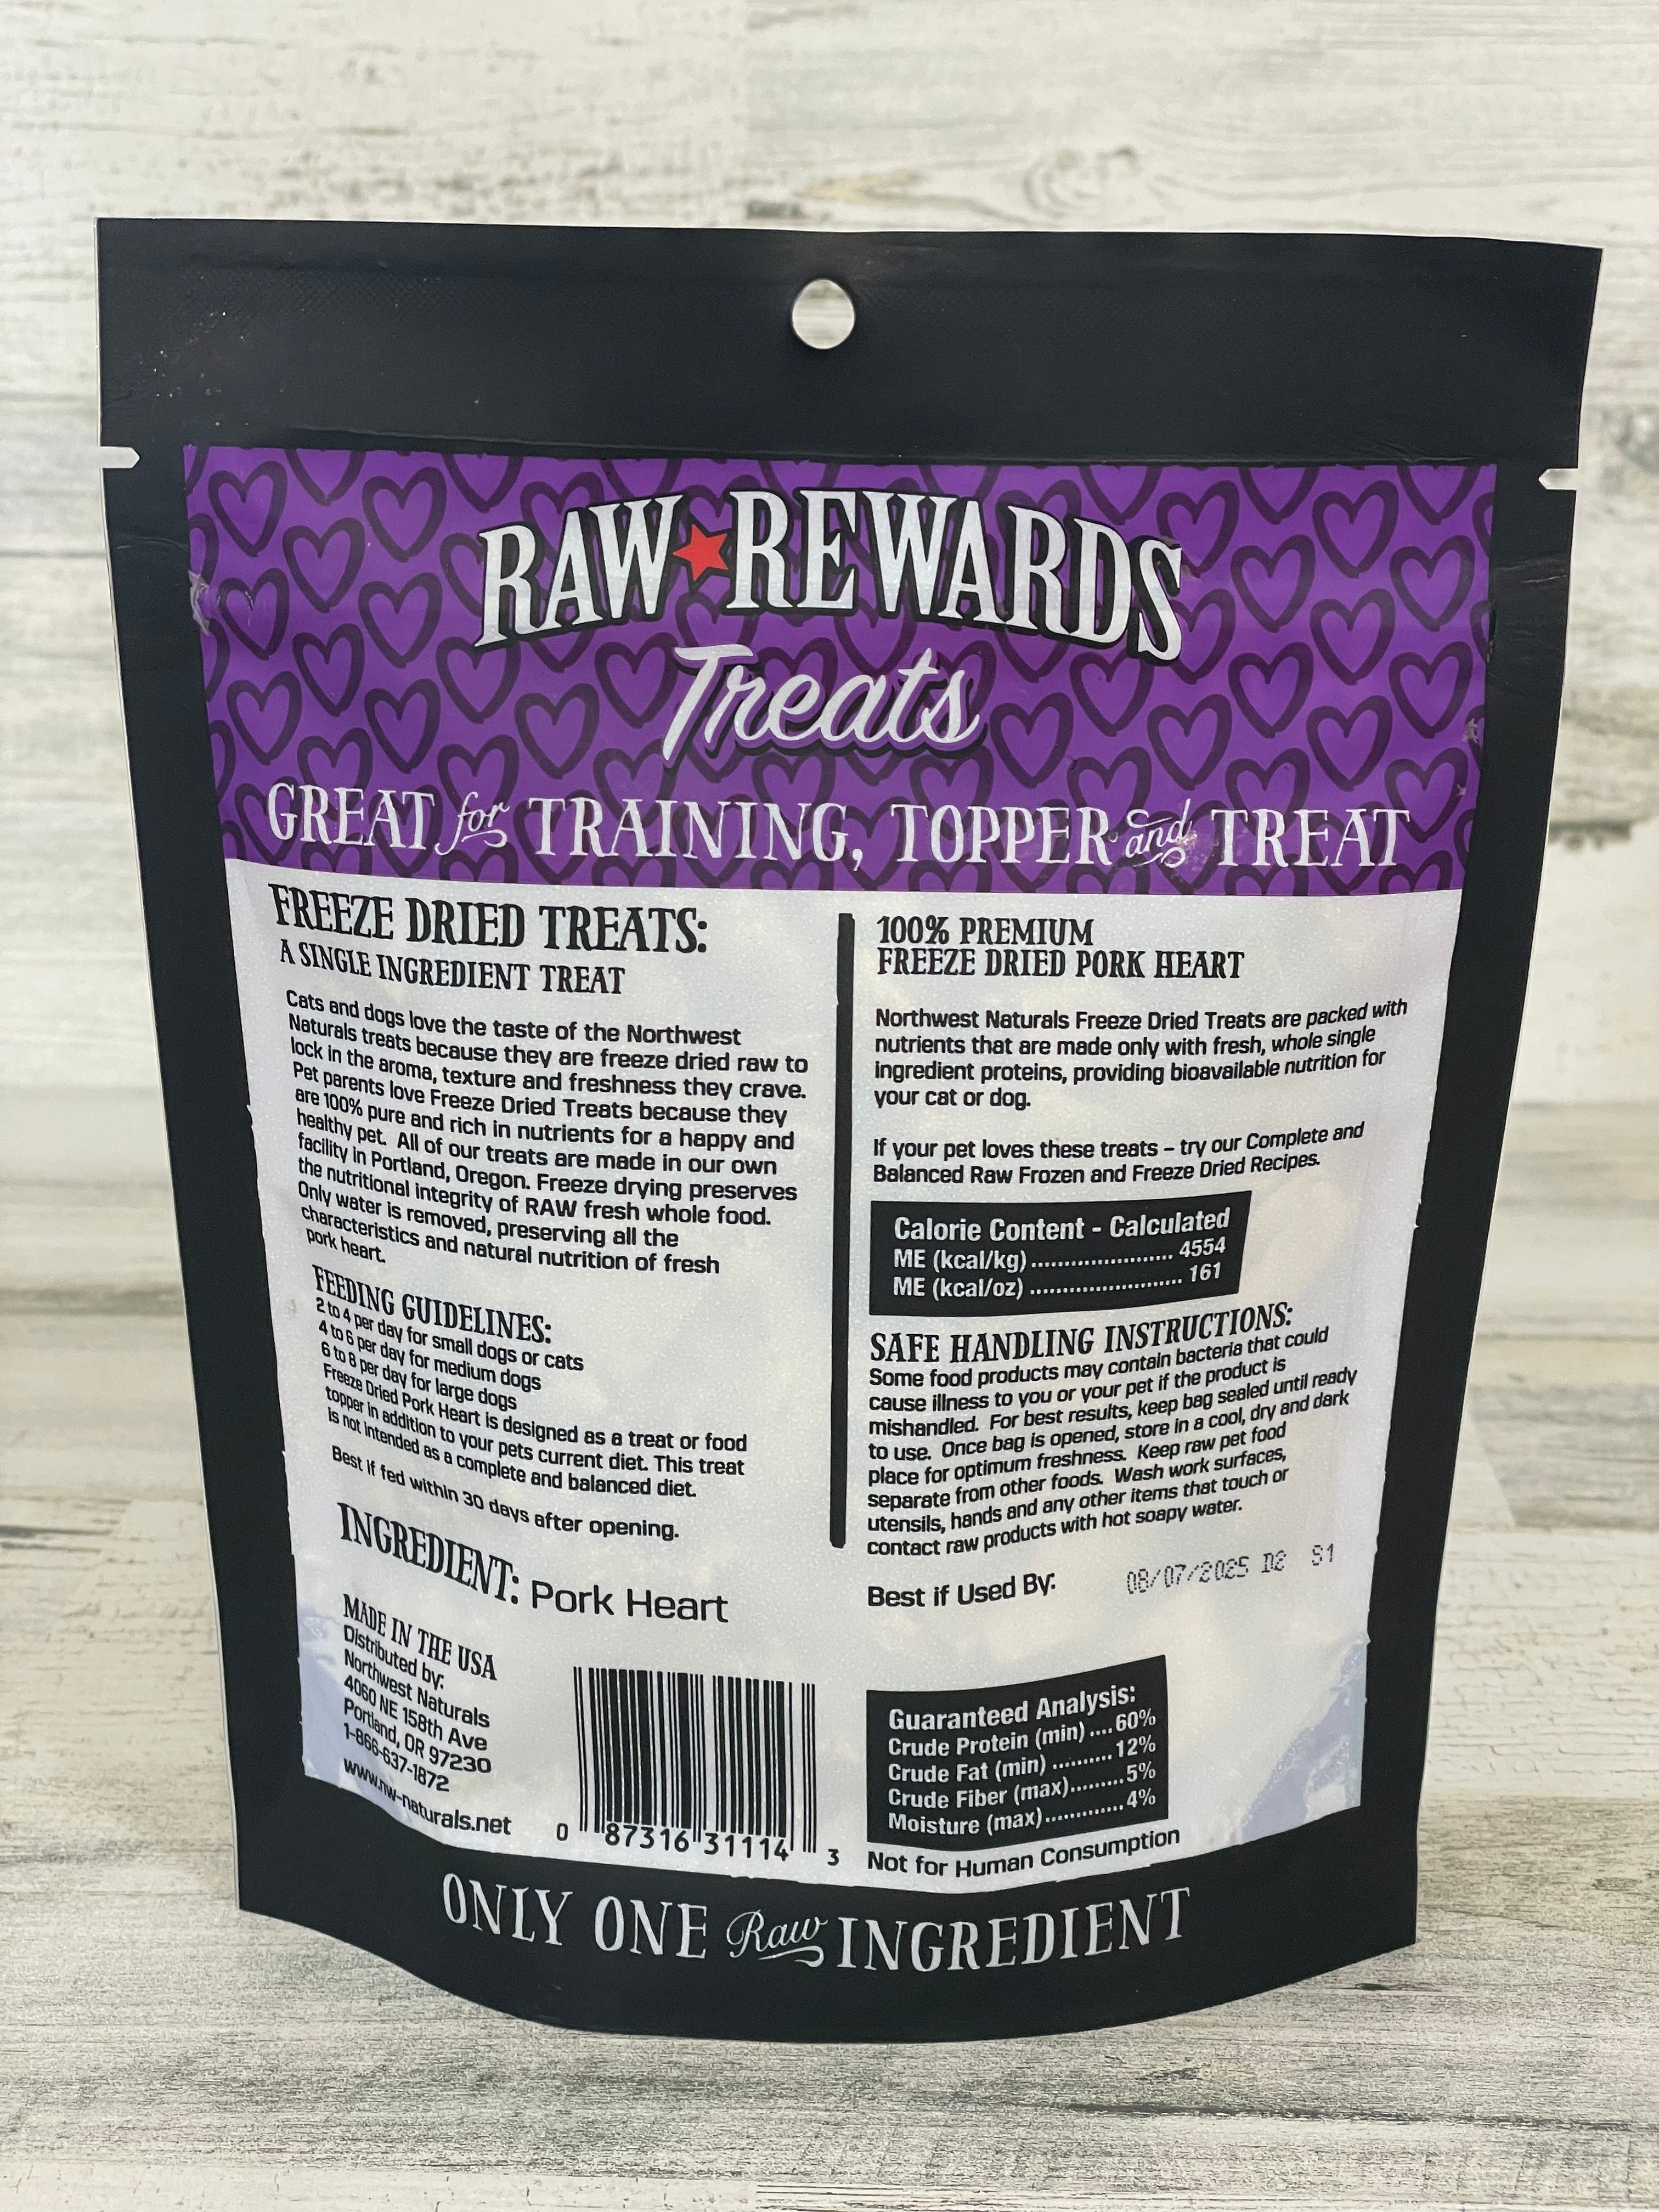 RAW REWARDS
Treats
GREAT for TRAINING, TOPPER and TREAT
FREEZE DRIED TREATS:
A SINGLE INGREDIENT TREAT
Cats and dogs love the taste of the Northwest
Naturals treats because they are freeze dried raw to
lock in the aroma, texture and freshness they crave.
Pet parents love Freeze Dried Treats because they
are 100% pure and rich in nutrients for a happy and
healthy pet. All of our treats are made in our own
facility in Portland, Oregon. Freeze drying preserves
the nutritional integrity of RAW fresh whole food.
Only water is removed, preserving all the
characteristics and natural nutrition of fresh
pork heart.
FEEDING GUIDELINES:
2 to 4 per day for small dogs or cats
4 to 6 per day for medium dogs
6 to 8 per day for large dogs
Freeze Dried Pork Heart is designed as a treat or food
topper in addition to your pets current diet. This treat
is not intended as a complete and balanced diet.
Best if fed within 30 days after opening.
INGREDIENT: Pork Heart
MADE IN THE USA
Distributed by:
Northwest Naturals
4060 NE 158th Ave
Portland, OR 97230
1-866-637-1872
www.nw-naturals.net
0 87316 31114 3
100% PREMIUM
FREEZE DRIED PORK HEART
Northwest Naturals Freeze Dried Treats are packed with
nutrients that are made only with fresh, whole single
ingredient proteins, providing bioavailable nutrition for
your cat or dog.
If your pet loves these treats – try our Complete and
Balanced Raw Frozen and Freeze Dried Recipes.
Calorie Content - Calculated
ME (kcal/kg) ...................... 4554
ME (kcal/oz) ........................ 161
SAFE HANDLING INSTRUCTIONS:
Some food products may contain bacteria that could
cause illness to you or your pet if the product is
mishandled. For best results, keep bag sealed until ready
to use. Once bag is opened, store in a cool, dry and dark
place for optimum freshness. Keep raw pet food
separate from other foods. Wash work surfaces,
utensils, hands and any other items that touch or
contact raw products with hot soapy water.
Best if Used By: 08/07/2025 D2 S1
Guaranteed Analysis:
Crude Protein (min) ....60%
Crude Fat (min) ..........12%
Crude Fiber (max).........5%
Moisture (max).............4%
Not for Human Consumption
ONLY ONE Raw INGREDIENT